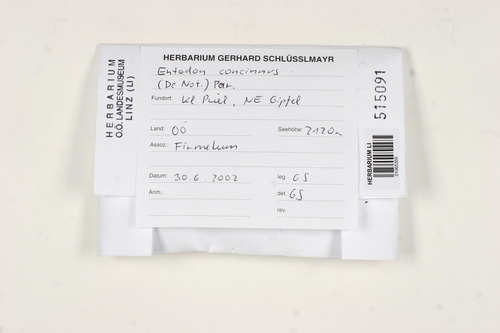 HERBARIUM
O.Ö. LANDESMUSEUM
LINZ (LI)
HERBARIUM GERHARD SCHLÜSSLMAYR
Entodon concinnus
(De Not.) Par.
Fundort: Kl. Priel, NE Gipfel
Land: OÖ Seehöhe: 2120m
Assoz.: Firmetum
Datum: 30.6.2002 leg. GS
Anm.: det. GS
rev.
515091
HERBARIUM LI